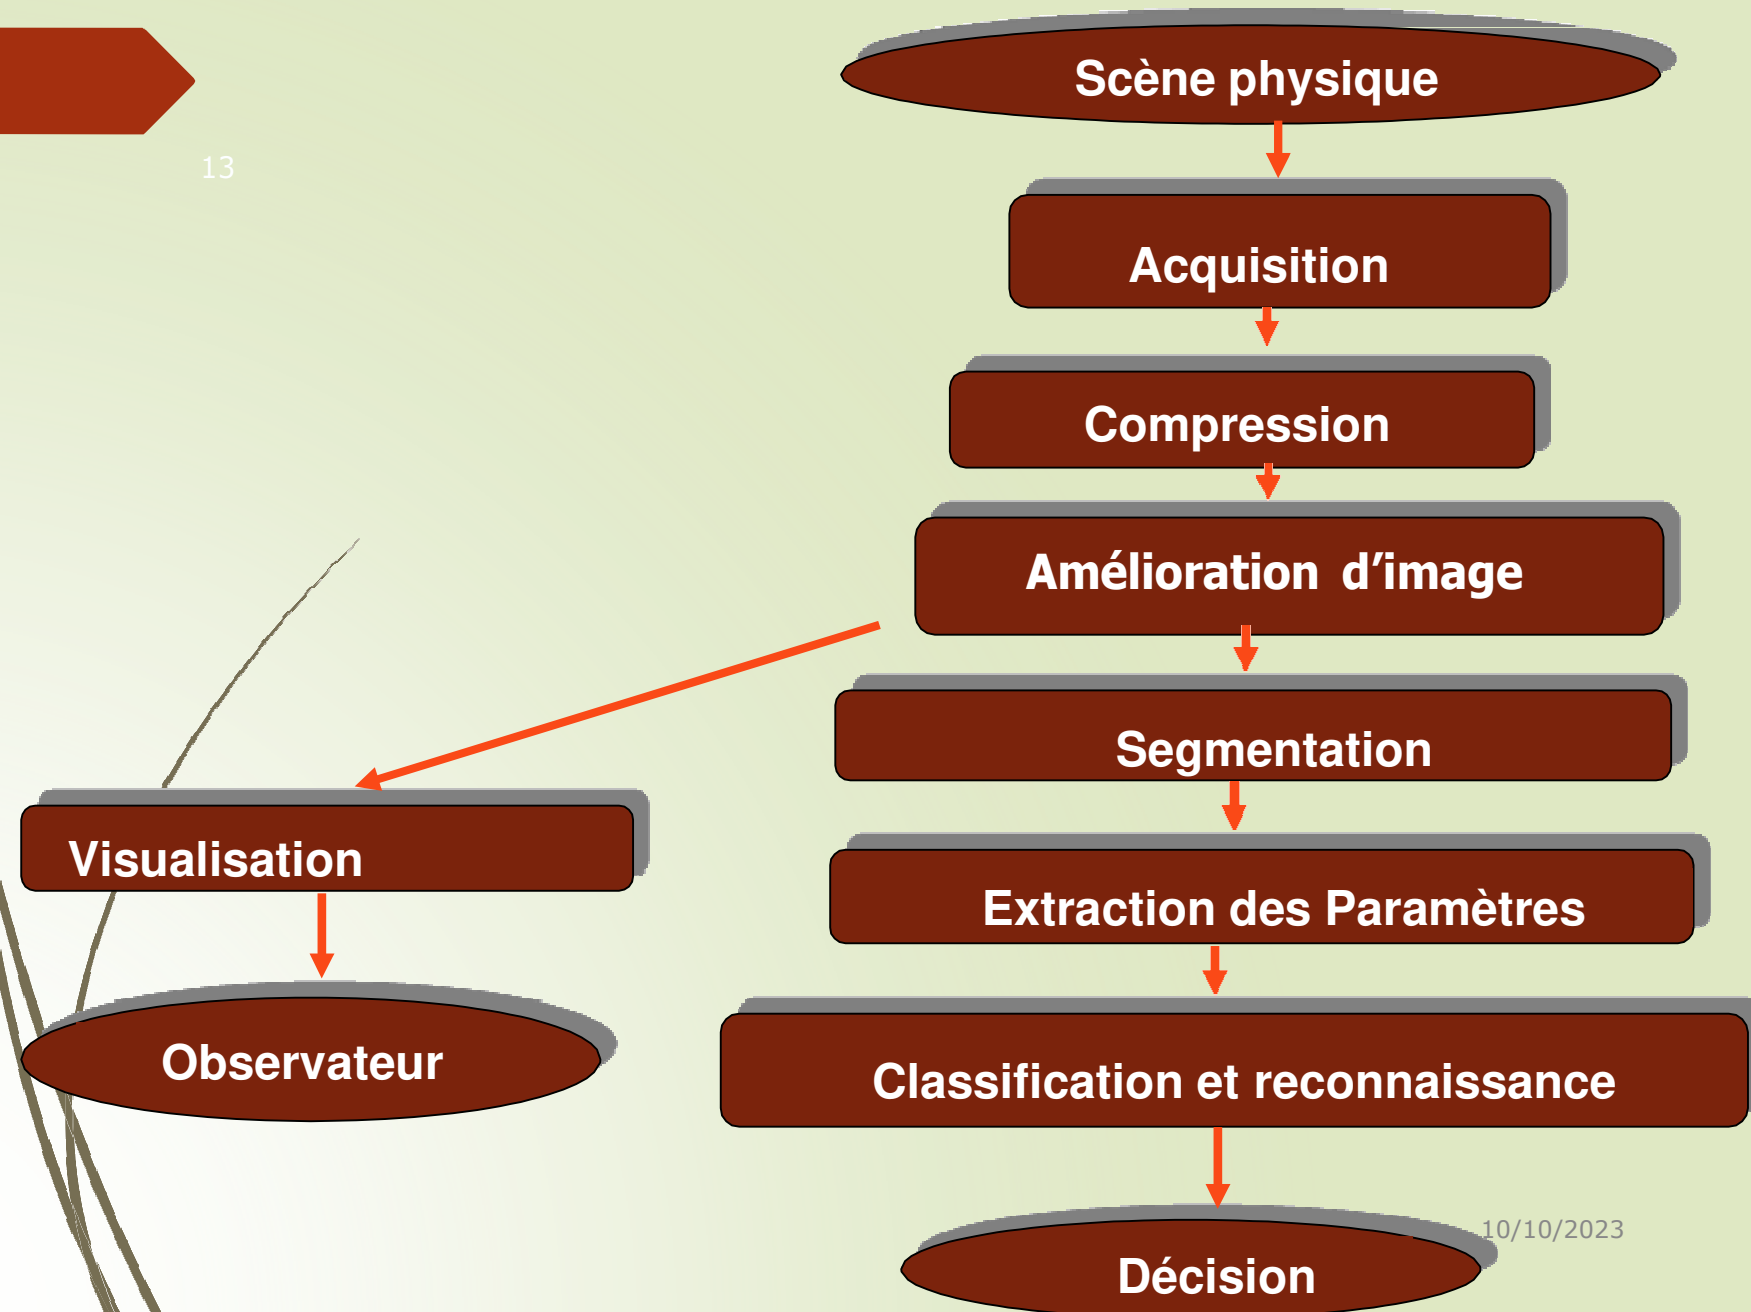 Scène physique
13
Acquisition
Compression
Amélioration d’image
Segmentation
Visualisation
Extraction des Paramètres
Observateur
Classification et reconnaissance
10/10/2023
Décision